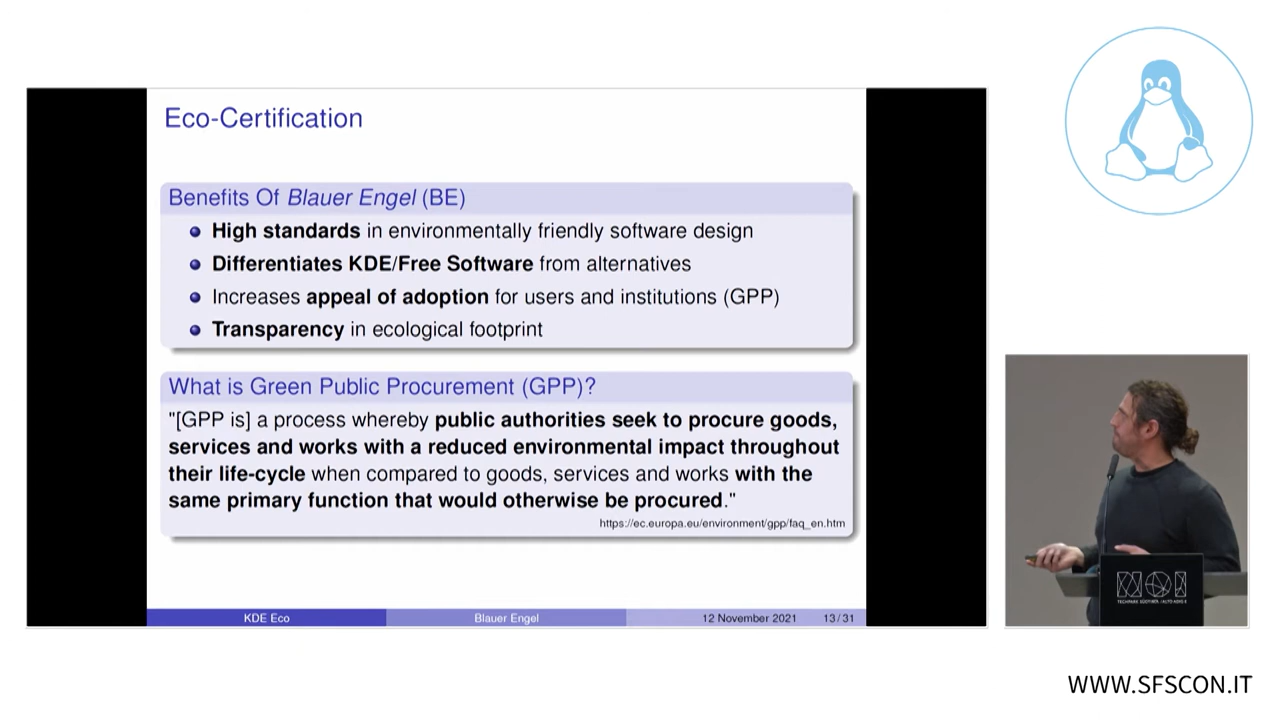 Eco-Certification
Benefits Of Blauer Engel (BE)
High standards in environmentally friendly software design
Differentiates KDE/Free Software from alternatives
Increases appeal of adoption for users and institutions (GPP)
Transparency in ecological footprint
What is Green Public Procurement (GPP)?
"[GPP is] a process whereby public authorities seek to procure goods,
services and works with a reduced environmental impact throughout
their life-cycle when compared to goods, services and works with the
same primary function that would otherwise be procured."
https://ec.europa.eu/environment/gpp/faq_en.htm
KDE Eco Blauer Engel 12 November 2021 13/31
NOI
WWW.SFSCON.IT